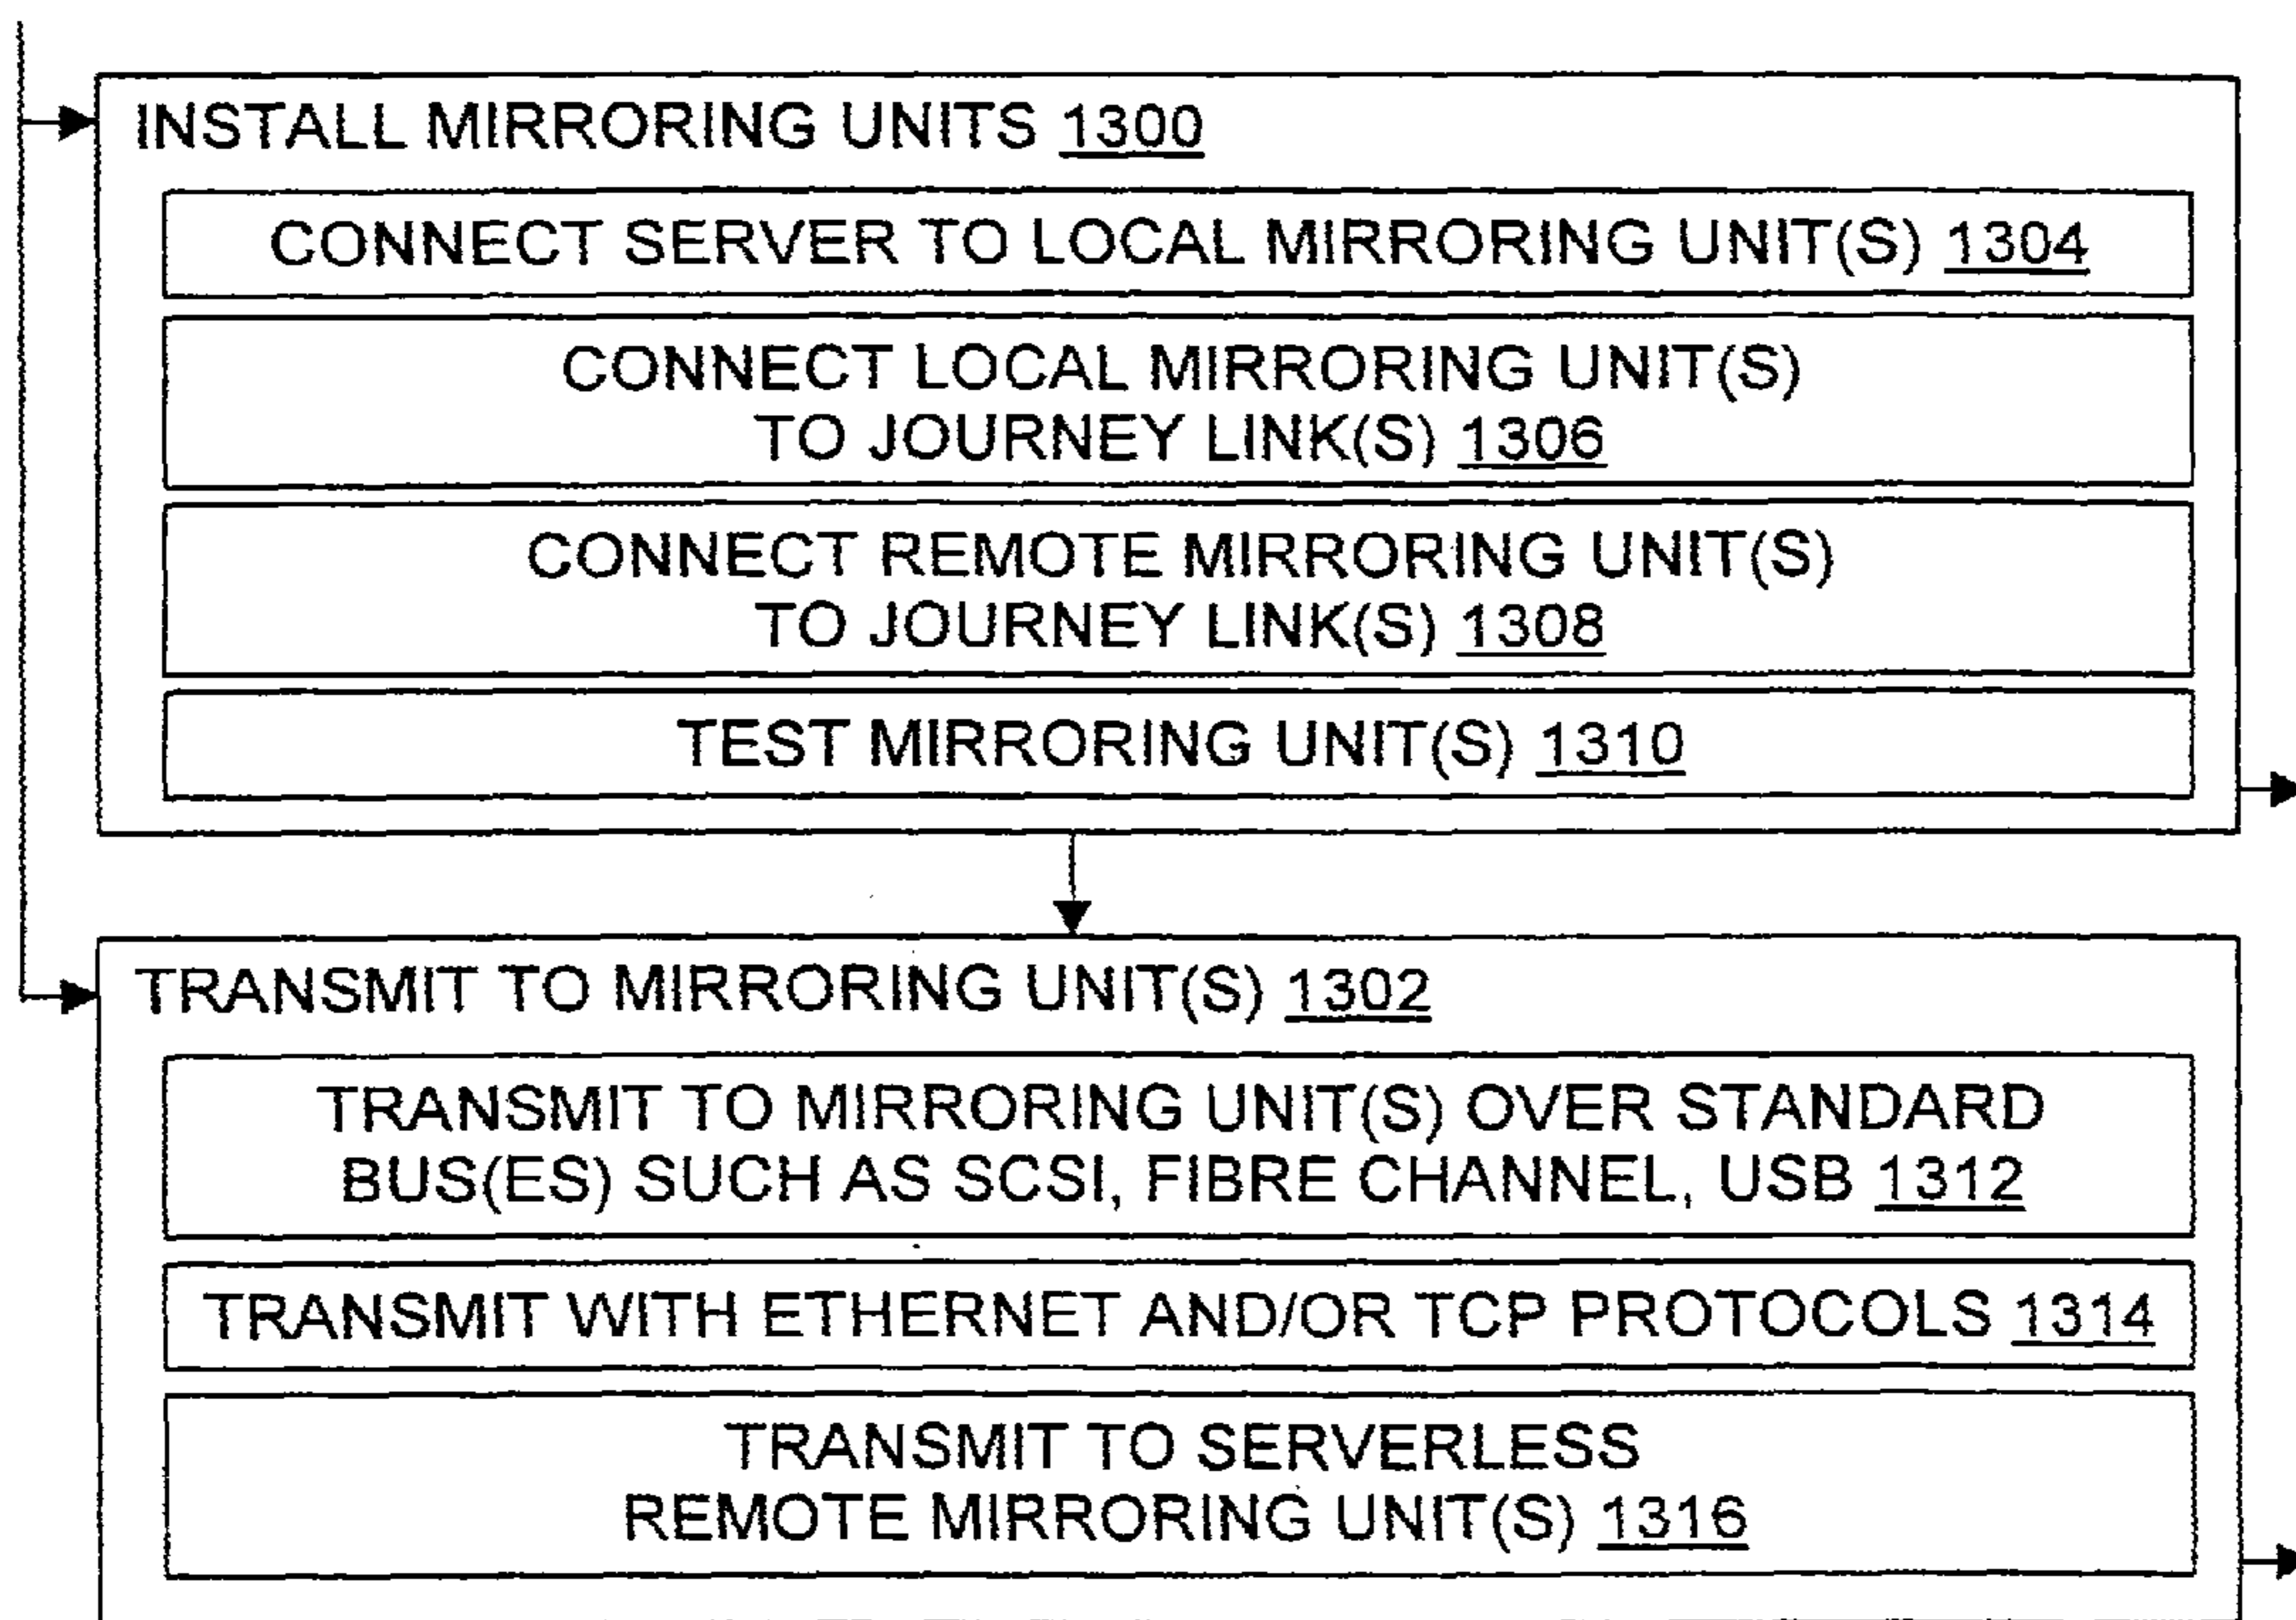 INSTALL MIRRORING UNITS 1300
CONNECT SERVER TO LOCAL MIRRORING UNIT(S) 1304
CONNECT LOCAL MIRRORING UNIT(S)
TO JOURNEY LINK(S) 1306
CONNECT REMOTE MIRRORING UNIT(S)
TO JOURNEY LINK(S) 1308
TEST MIRRORING UNIT(S) 1310
TRANSMIT TO MIRRORING UNIT(S) 1302
TRANSMIT TO MIRRORING UNIT(S) OVER STANDARD
BUS(ES) SUCH AS SCSI, FIBRE CHANNEL, USB 1312
TRANSMIT WITH ETHERNET AND/OR TCP PROTOCOLS 1314
TRANSMIT TO SERVERLESS
REMOTE MIRRORING UNIT(S) 1316